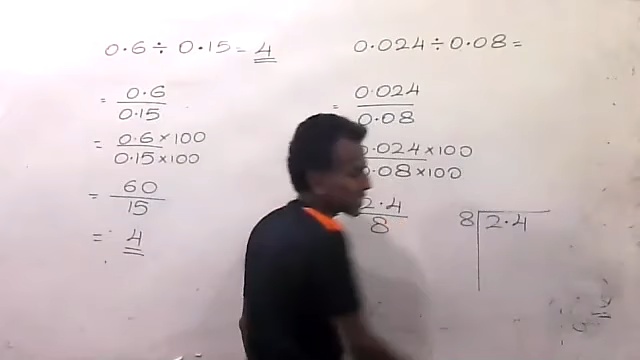 0.6 ÷ 0.15 = 4
= 0.6 / 0.15
= 0.6 × 100 / 0.15 × 100
= 60 / 15
= 4
0.024 ÷ 0.08 =
= 0.024 / 0.08
0.024 × 100 / 0.08 × 100
2.4 / 8
8 2.4